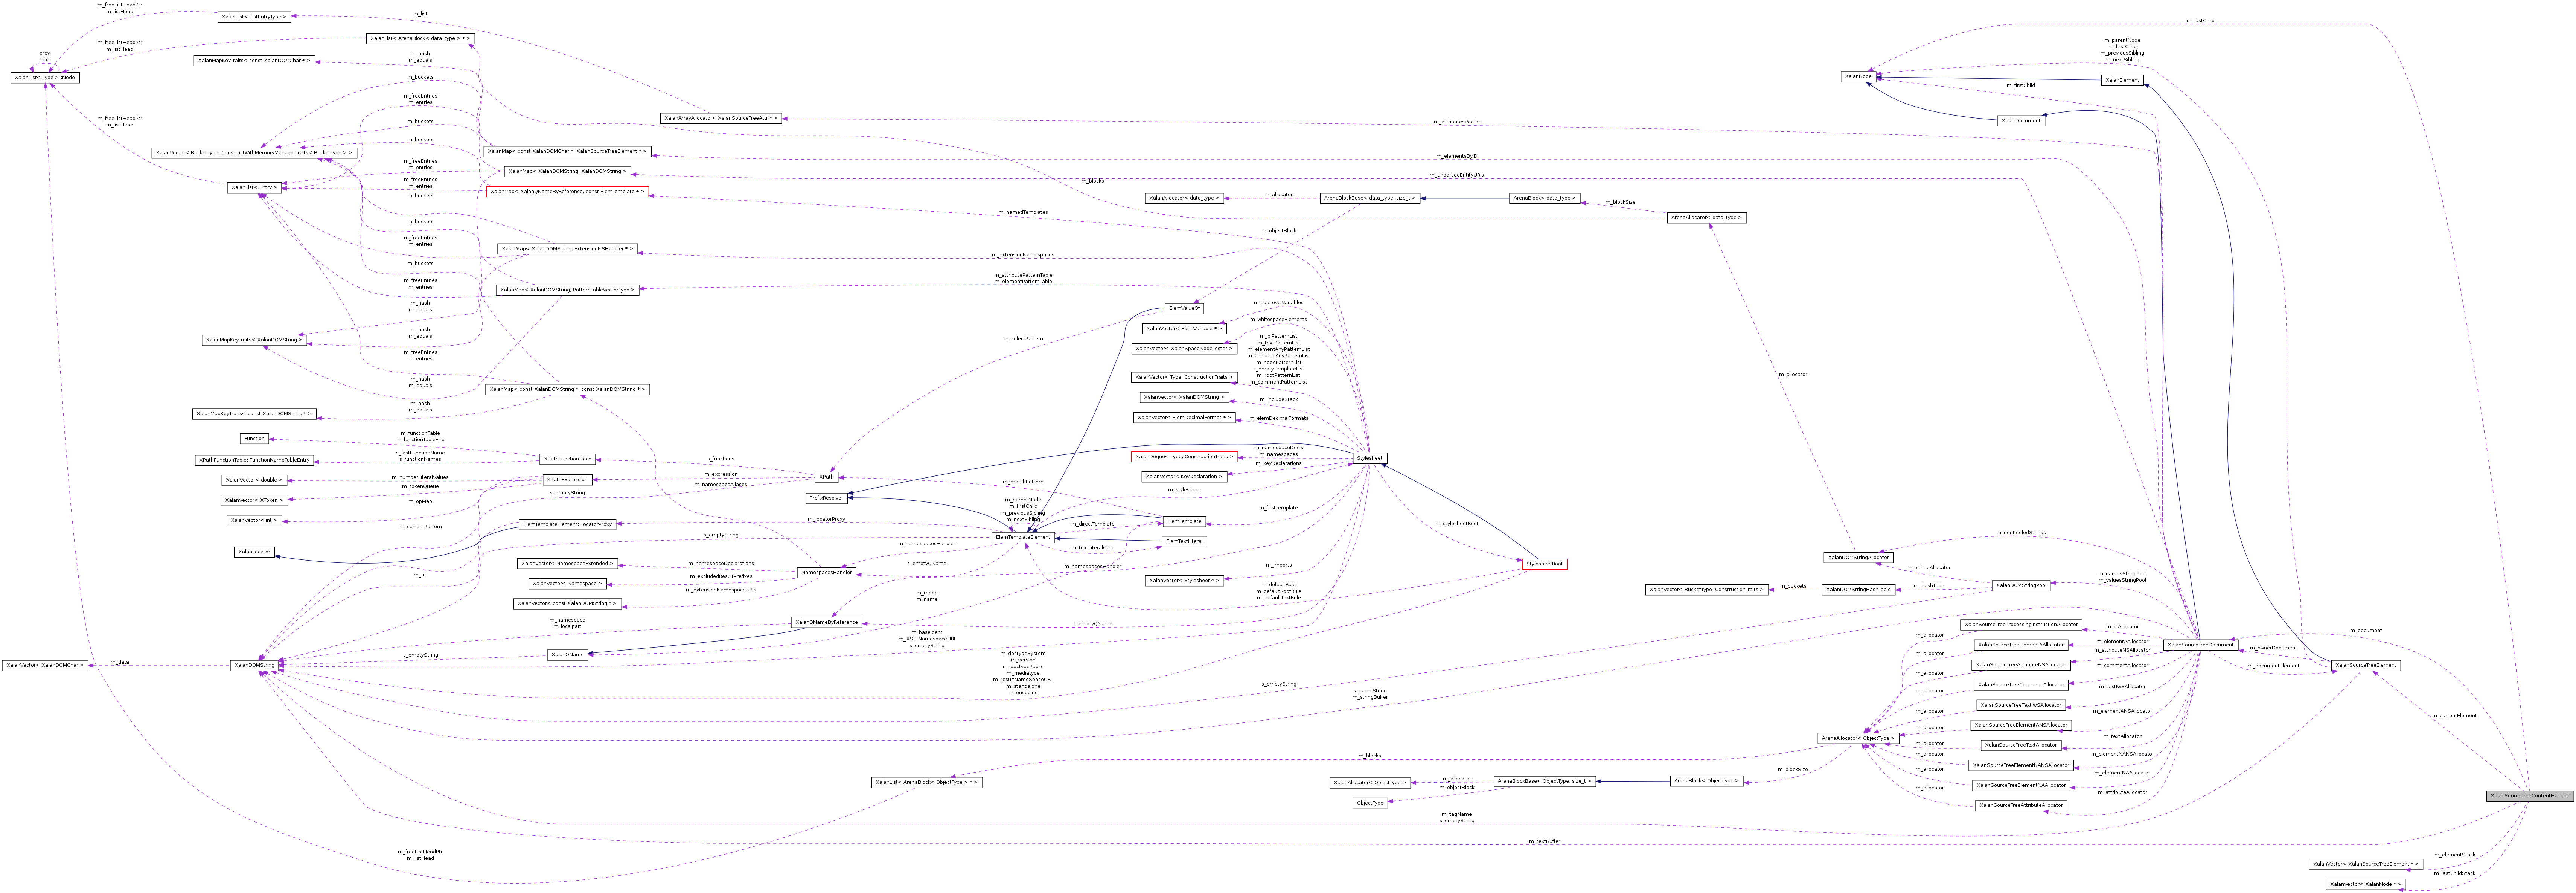 m_freeListHeadPtr
m_listHead
XalanList< ListEntryType >
m_list
m_lastChild
prev
next
m_freeListHeadPtr
m_listHead
XalanList< ArenaBlock< data_type > * >
m_parentNode
m_firstChild
m_previousSibling
m_nextSibling
m_hash
m_equals
XalanMapKeyTraits< const XalanDOMChar * >
XalanList< Type >::Node
m_buckets
XalanNode
XalanElement
m_firstChild
m_freeEntries
m_entries
m_freeListHeadPtr
m_listHead
XalanArrayAllocator< XalanSourceTreeAttr * >
m_attributesVector
XalanDocument
m_buckets
m_buckets
XalanVector< BucketType, ConstructWithMemoryManagerTraits< BucketType > >
XalanMap< const XalanDOMChar *, XalanSourceTreeElement * >
m_elementsByID
m_freeEntries
m_entries
XalanMap< XalanDOMString, XalanDOMString >
m_unparsedEntityURIs
m_blocks
m_freeEntries
m_entries
XalanList< Entry >
XalanMap< XalanQNameByReference, const ElemTemplate * >
m_buckets
XalanAllocator< data_type >
m_allocator
ArenaBlockBase< data_type, size_t >
ArenaBlock< data_type >
m_blockSize
ArenaAllocator< data_type >
m_namedTemplates
m_buckets
m_objectBlock
m_freeEntries
m_entries
XalanMap< XalanDOMString, ExtensionNSHandler * >
m_extensionNamespaces
m_buckets
m_attributePatternTable
m_elementPatternTable
m_freeEntries
m_entries
XalanMap< XalanDOMString, PatternTableVectorType >
m_hash
m_equals
ElemValueOf
m_topLevelVariables
XalanVector< ElemVariable * >
m_whitespaceElements
m_hash
m_equals
XalanMapKeyTraits< XalanDOMString >
m_selectPattern
XalanVector< XalanSpaceNodeTester >
m_piPatternList
m_textPatternList
m_elementAnyPatternList
m_attributeAnyPatternList
m_nodePatternList
s_emptyTemplateList
m_rootPatternList
m_commentPatternList
m_freeEntries
m_entries
XalanVector< Type, ConstructionTraits >
m_allocator
m_hash
m_equals
XalanMap< const XalanDOMString *, const XalanDOMString * >
XalanVector< XalanDOMString >
m_includeStack
m_hash
m_equals
XalanMapKeyTraits< const XalanDOMString * >
XalanVector< ElemDecimalFormat * >
m_elemDecimalFormats
m_functionTable
m_functionTableEnd
Function
m_namespaceDecls
m_namespaces
s_lastFunctionName
s_functionNames
XPathFunctionTable::FunctionNameTableEntry
XPathFunctionTable
s_functions
XalanDeque< Type, ConstructionTraits >
Stylesheet
m_keyDeclarations
m_numberLiteralValues
XalanVector< double >
XPathExpression
m_expression
XPath
XalanVector< KeyDeclaration >
m_tokenQueue
m_namespaceAliases
m_matchPattern
s_emptyString
m_stylesheet
XalanVector< XToken >
m_opMap
PrefixResolver
m_parentNode
m_firstChild
m_previousSibling
m_nextSibling
m_firstTemplate
XalanVector< int >
m_currentPattern
ElemTemplateElement::LocatorProxy
m_locatorProxy
m_directTemplate
ElemTemplate
m_stylesheetRoot
m_nonPooledStrings
s_emptyString
ElemTemplateElement
ElemTextLiteral
XalanLocator
m_namespacesHandler
m_textLiteralChild
XalanDOMStringAllocator
s_emptyQName
m_namespacesHandler
m_imports
StylesheetRoot
m_stringAllocator
m_uri
XalanVector< NamespaceExtended >
m_namespaceDeclarations
NamespacesHandler
m_excludedResultPrefixes
XalanVector< Namespace >
XalanVector< Stylesheet * >
m_defaultRule
m_defaultRootRule
m_defaultTextRule
m_namesStringPool
m_valuesStringPool
XalanDOMStringPool
m_hashTable
m_buckets
XalanVector< BucketType, ConstructionTraits >
XalanDOMStringHashTable
m_extensionNamespaceURIs
m_mode
m_name
XalanVector< const XalanDOMString * >
m_namespace
m_localpart
XalanQNameByReference
s_emptyQName
m_baseIdent
m_XSLTNamespaceURI
s_emptyString
XalanSourceTreeProcessingInstructionAllocator
m_piAllocator
m_document
m_allocator
XalanSourceTreeElementAAllocator
m_elementAAllocator
XalanSourceTreeDocument
m_ownerDocument
s_emptyString
XalanQName
m_allocator
m_attributeNSAllocator
m_data
XalanVector< XalanDOMChar >
XalanDOMString
m_doctypeSystem
m_version
m_doctypePublic
m_mediatype
m_resultNameSpaceURL
m_standalone
m_encoding
XalanSourceTreeAttributeNSAllocator
m_commentAllocator
m_documentElement
XalanSourceTreeElement
m_allocator
s_emptyString
XalanSourceTreeCommentAllocator
m_textWSAllocator
s_nameString
m_stringBuffer
m_allocator
XalanSourceTreeTextWSAllocator
m_elementANSAllocator
m_currentElement
m_allocator
XalanSourceTreeElementANSAllocator
m_allocator
m_textAllocator
ArenaAllocator< ObjectType >
XalanSourceTreeTextAllocator
m_allocator
m_elementNANSAllocator
m_blocks
XalanSourceTreeElementNANSAllocator
m_allocator
m_blockSize
m_elementNAAllocator
XalanList< ArenaBlock< ObjectType > * >
XalanAllocator< ObjectType >
m_allocator
ArenaBlockBase< ObjectType, size_t >
ArenaBlock< ObjectType >
XalanSourceTreeElementNAAllocator
m_allocator
m_attributeAllocator
m_objectBlock
ObjectType
XalanSourceTreeAttributeAllocator
XalanSourceTreeContentHandler
m_tagName
s_emptyString
m_textBuffer
m_freeListHeadPtr
m_listHead
XalanVector< XalanSourceTreeElement * >
m_elementStack
m_lastChildStack
XalanVector< XalanNode * >